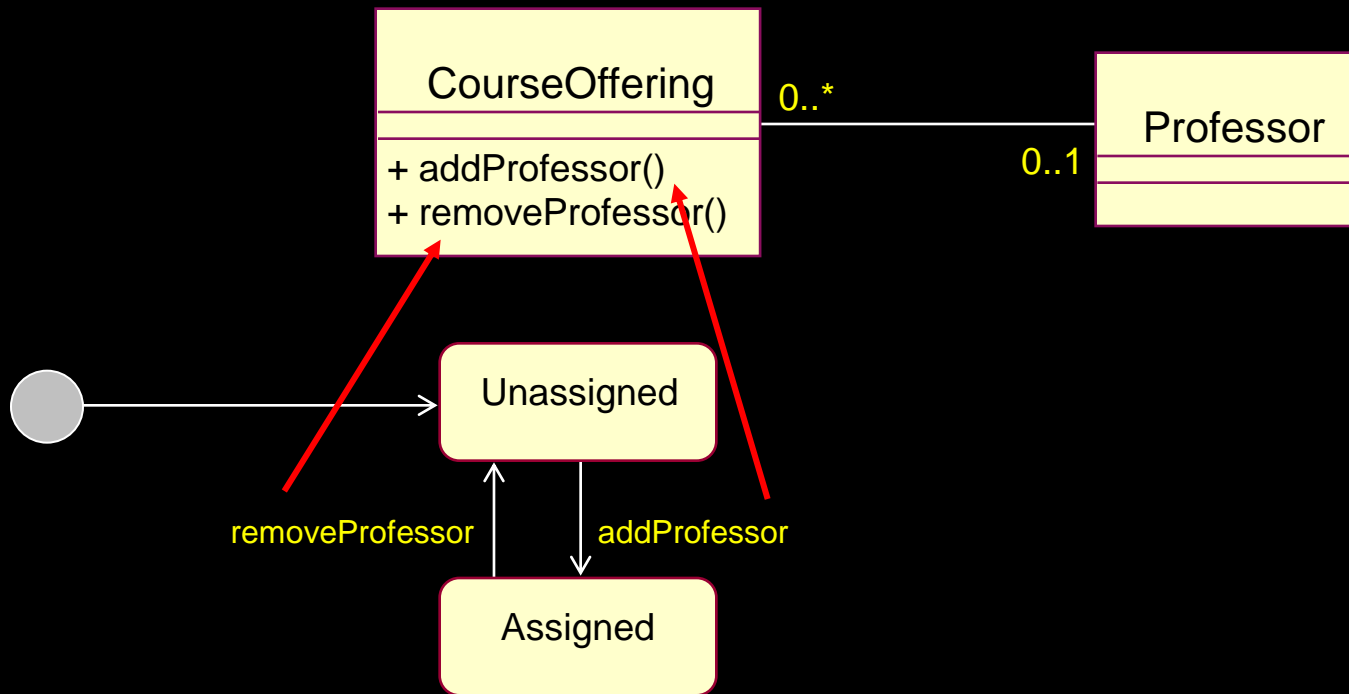 CourseOffering
0..*
Professor
+ addProfessor()
0..1
+ removeProfessor()
Unassigned
removeProfessor
addProfessor
Assigned